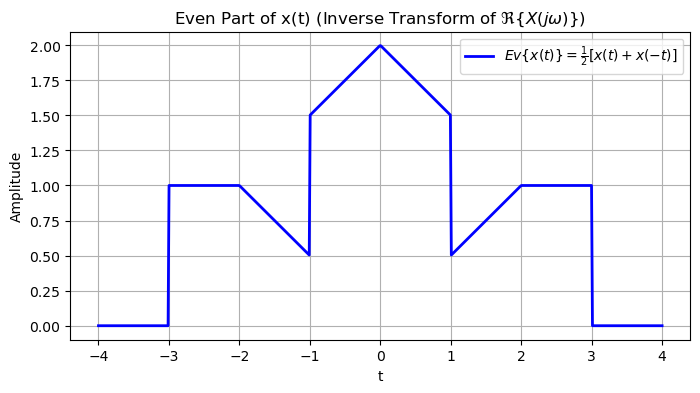 Even Part of x(t) (Inverse Transform of ℜ{X(jω)})
Ev{x(t)} = ½[x(t) + x(−t)]
Amplitude
2.00
1.75
1.50
1.25
1.00
0.75
0.50
0.25
0.00
−4 −3 −2 −1 0 1 2 3 4
t